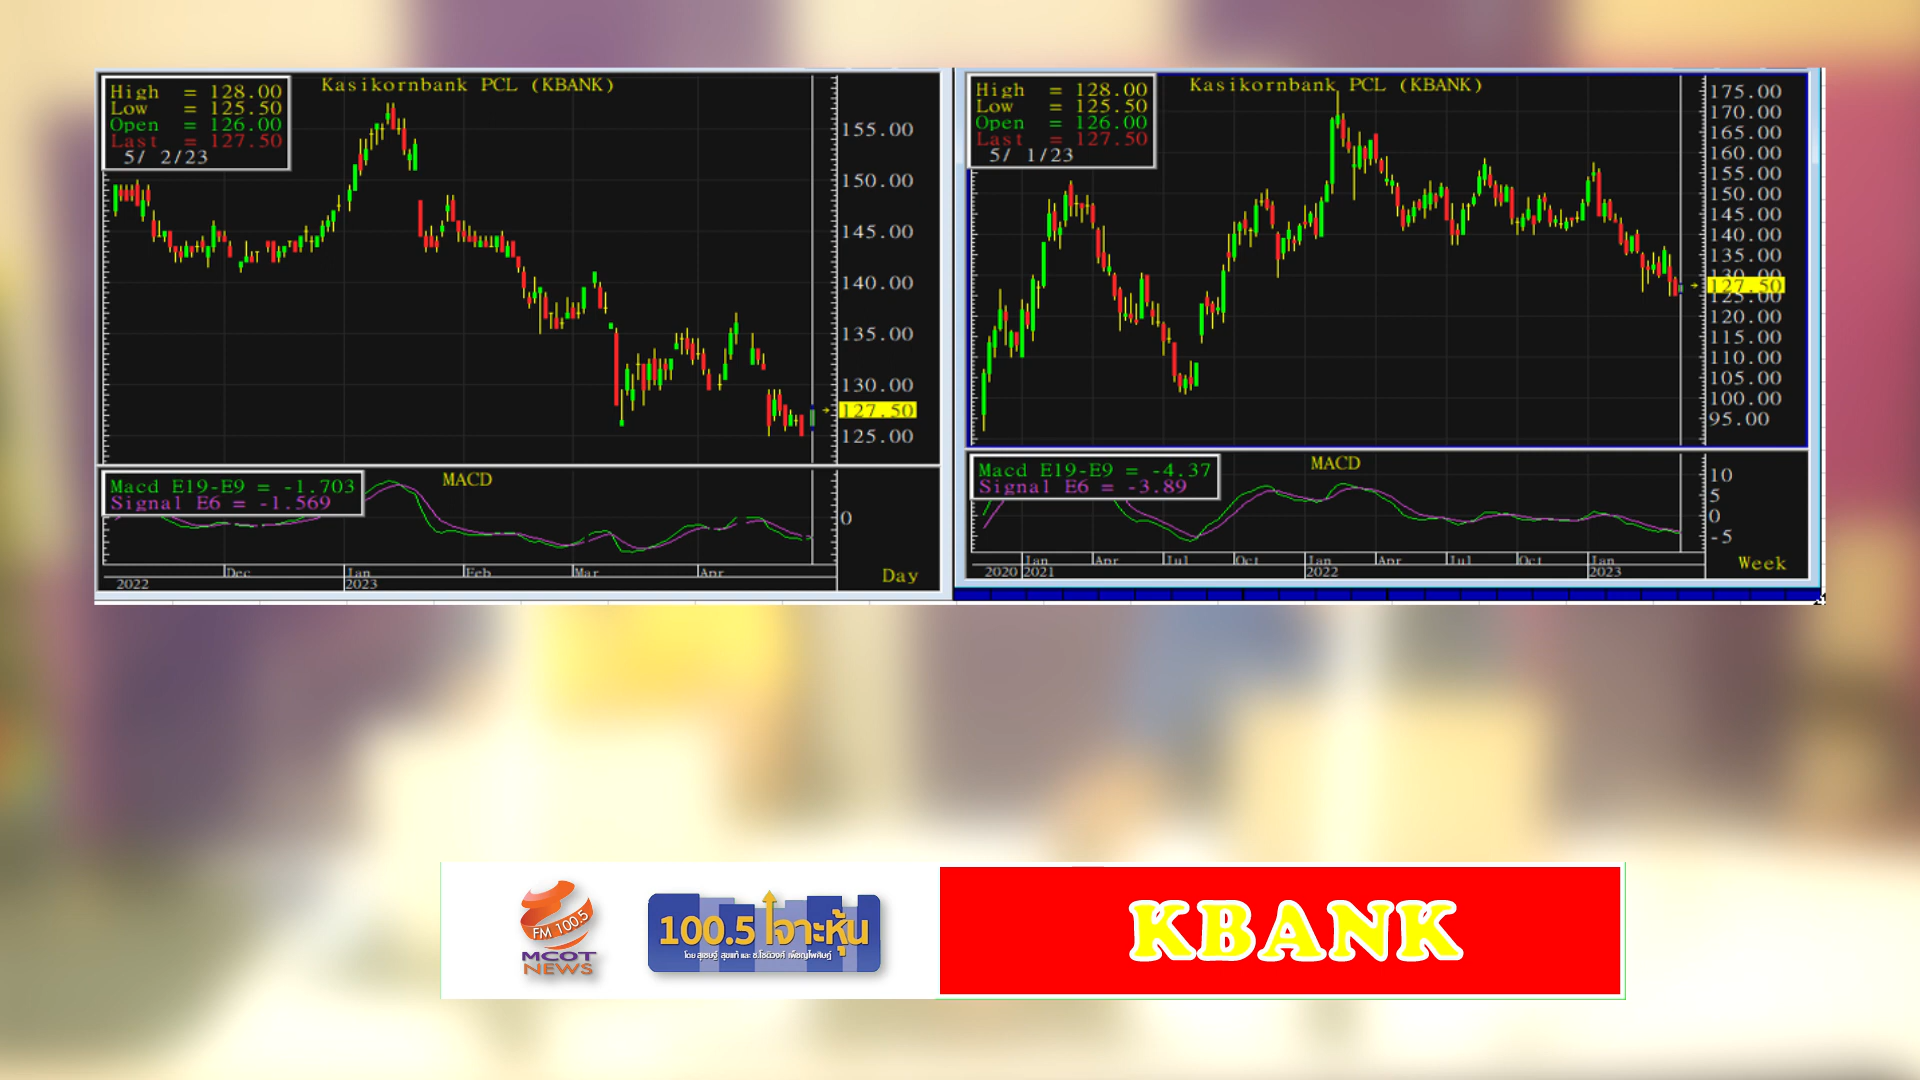 Kasikornbank PCL (KBANK)
High = 128.00
Low = 125.50
Open = 126.00
Last = 127.50
5/ 2/23
155.00
150.00
145.00
140.00
135.00
130.00
127.50
125.00
MACD
Macd E19-E9 = -1.703
Signal E6 = -1.569
0
Dec Jan Feb Mar Apr
2022 2023
Day
Kasikornbank PCL (KBANK)
High = 128.00
Low = 125.50
Open = 126.00
Last = 127.50
5/ 1/23
175.00
170.00
165.00
160.00
155.00
150.00
145.00
140.00
135.00
130.00
127.50
125.00
120.00
115.00
110.00
105.00
100.00
95.00
MACD
Macd E19-E9 = -4.37
Signal E6 = -3.89
10
5
0
-5
Jan Apr Jul Oct Jan Apr Jul Oct Jan
2020 2021 2022 2023
Week
FM 100.5
MCOT
NEWS
100.5 เจาะหุ้น
KBANK